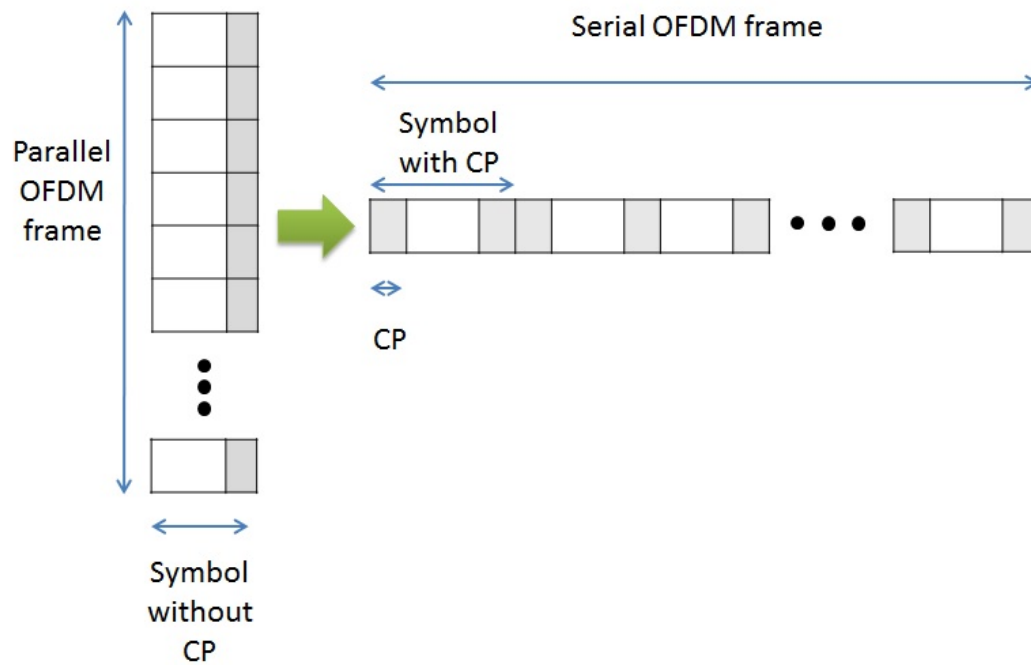 Serial OFDM frame
Symbol
with CP
Parallel
OFDM
frame
CP
Symbol
without
CP